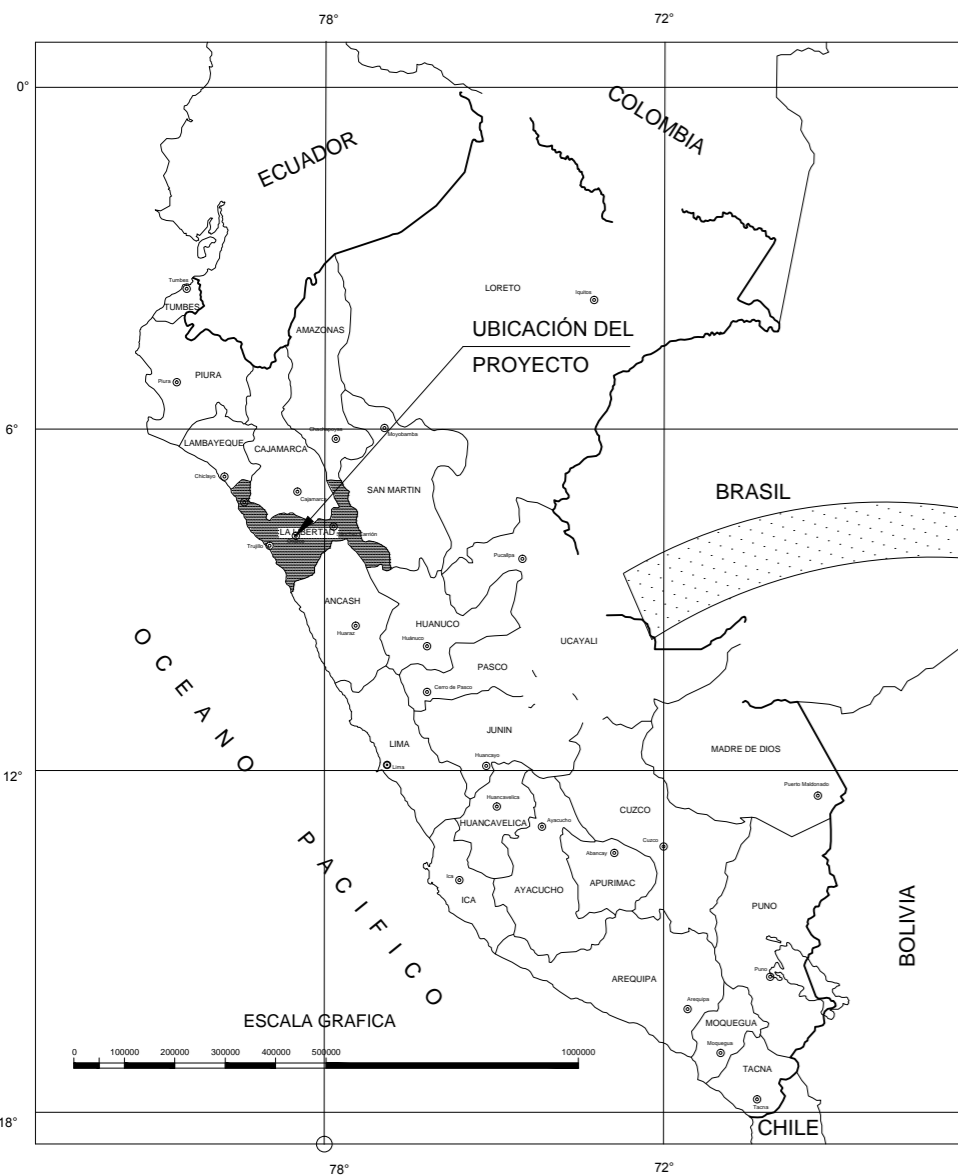 78°
72°
0°
COLOMBIA
ECUADOR
Tumbes
TUMBES
LORETO
Iquitos
AMAZONAS
UBICACIÓN DEL
PROYECTO
PIURA
Piura
6°
Chachapoyas
Moyobamba
LAMBAYEQUE
CAJAMARCA
Chiclayo
Cajamarca
SAN MARTIN
BRASIL
LA LIBERTAD
Trujillo
Pucallpa
ANCASH
Huaraz
HUANUCO
Huánuco
UCAYALI
PASCO
Cerro de Pasco
OCEANO
PACIFICO
LIMA
Lima
JUNIN
Huancayo
MADRE DE DIOS
Puerto Maldonado
12°
Huancavelica
HUANCAVELICA
Ayacucho
CUZCO
Cuzco
Abancay
APURIMAC
Ica
ICA
AYACUCHO
PUNO
Puno
BOLIVIA
AREQUIPA
Arequipa
MOQUEGUA
Moquegua
TACNA
Tacna
ESCALA GRAFICA
0 100000 200000 300000 400000 500000 1000000
18°
CHILE
78°
72°